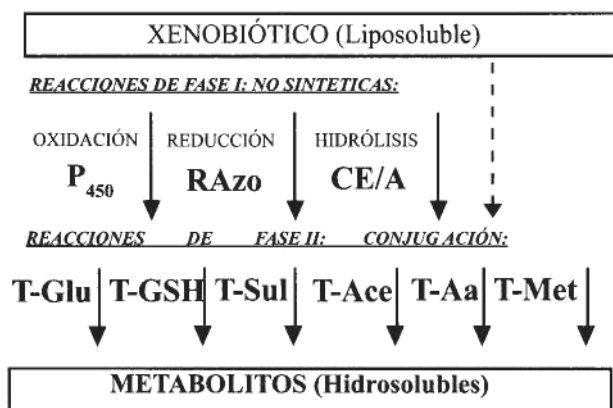 XENOBIÓTICO (Liposoluble)
REACCIONES DE FASE I: NO SINTETICAS:
OXIDACIÓN REDUCCIÓN HIDRÓLISIS
P450 RAzo CE/A
REACCIONES DE FASE II: CONJUGACIÓN:
T-Glu T-GSH T-Sul T-Ace T-Aa T-Met
METABOLITOS (Hidrosolubles)